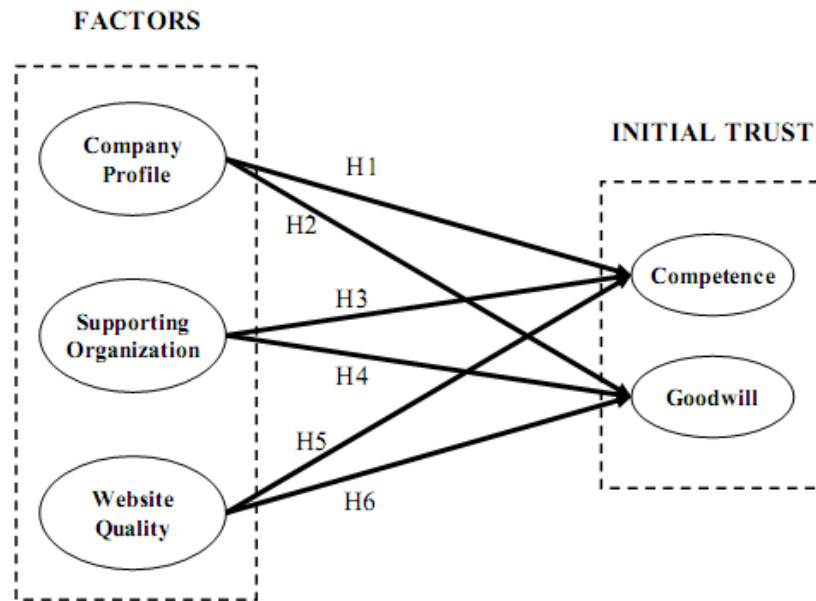 FACTORS
INITIAL TRUST
Company
Profile
H1
H2
Competence
Supporting
Organization
H3
H4
Goodwill
Website
Quality
H5
H6